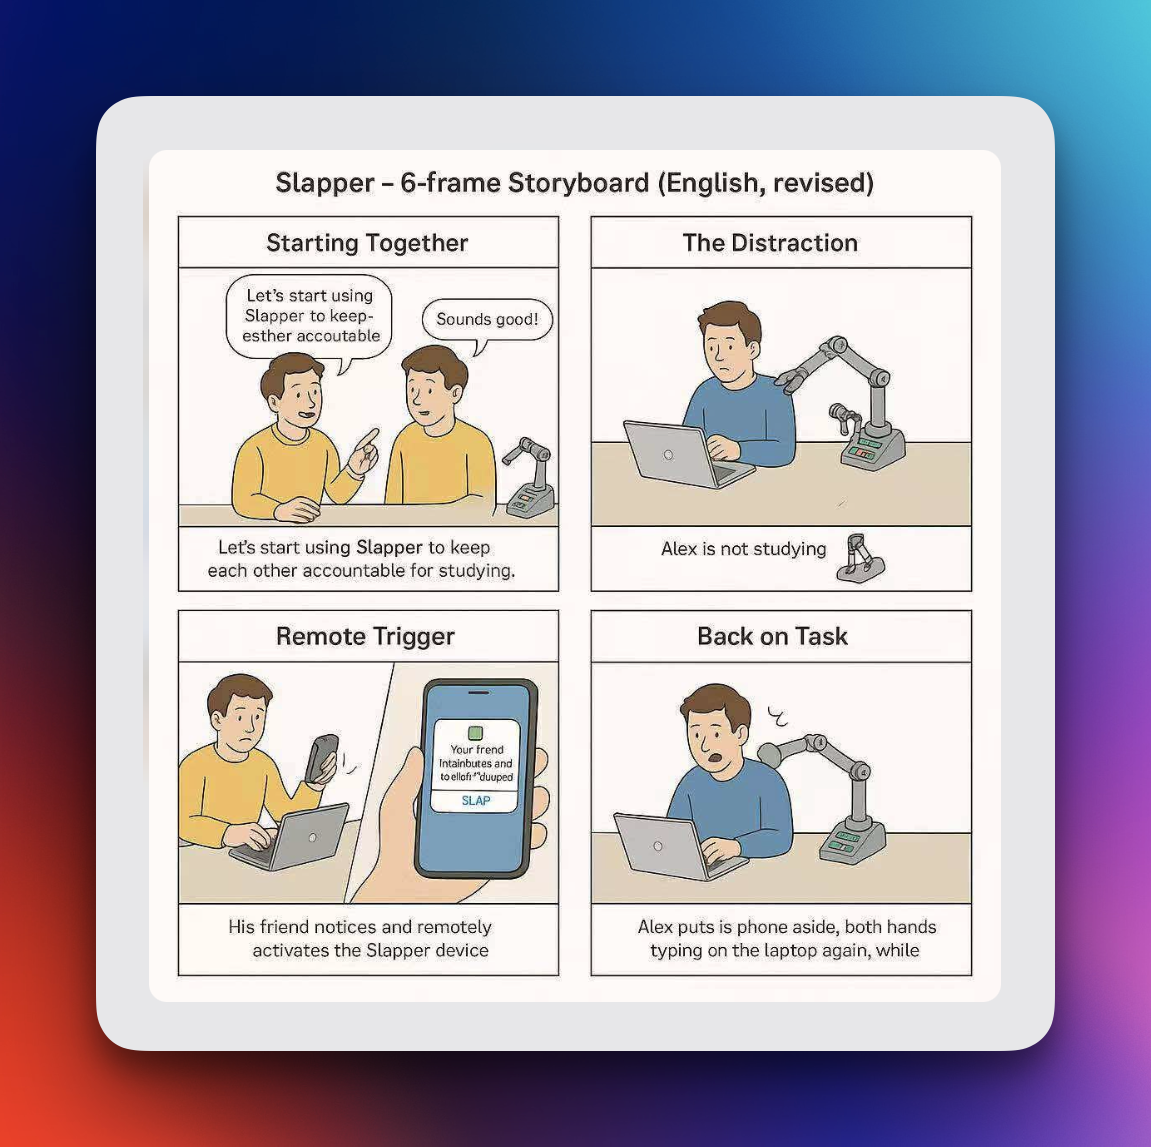 Slapper – 6-frame Storyboard (English, revised)
Starting Together
Let's start using
Slapper to keep-
esther accoutable
Sounds good!
Let's start using Slapper to keep
each other accountable for studying.
The Distraction
Alex is not studying
Remote Trigger
Your frend
Intainbutes and
SLAP
His friend notices and remotely
activates the Slapper device
Back on Task
Alex puts is phone aside, both hands
typing on the laptop again, while